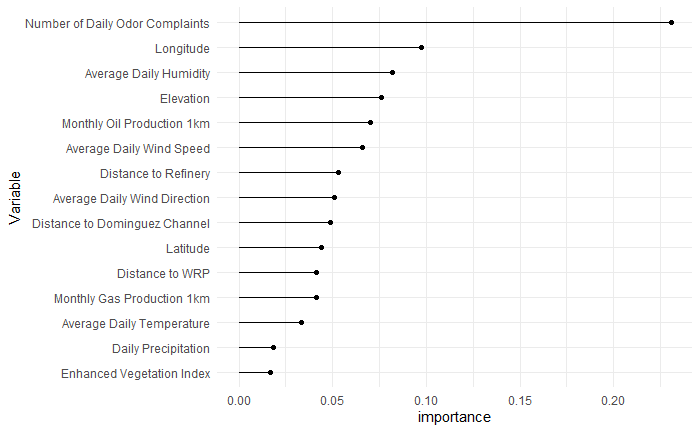 Variable
Number of Daily Odor Complaints
Longitude
Average Daily Humidity
Elevation
Monthly Oil Production 1km
Average Daily Wind Speed
Distance to Refinery
Average Daily Wind Direction
Distance to Dominguez Channel
Latitude
Distance to WRP
Monthly Gas Production 1km
Average Daily Temperature
Daily Precipitation
Enhanced Vegetation Index
0.00 0.05 0.10 0.15 0.20
importance